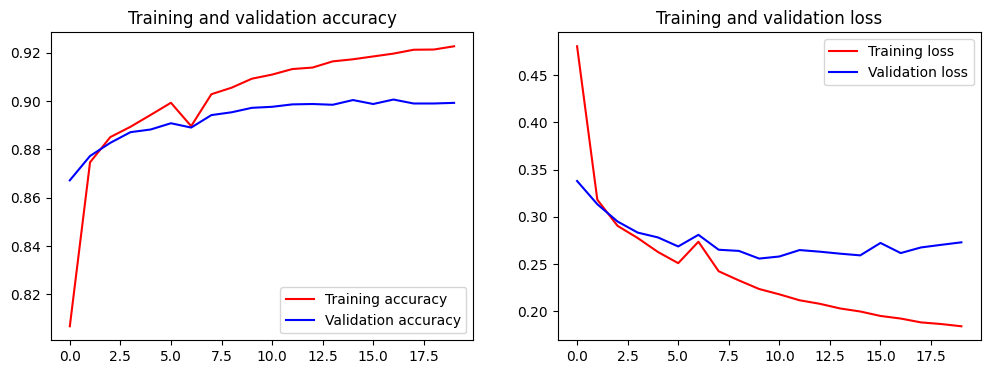 Training and validation accuracy
0.92
0.90
0.88
0.86
0.84
0.82
Training accuracy
Validation accuracy
0.0 2.5 5.0 7.5 10.0 12.5 15.0 17.5
Training and validation loss
Training loss
Validation loss
0.45
0.40
0.35
0.30
0.25
0.20
0.0 2.5 5.0 7.5 10.0 12.5 15.0 17.5